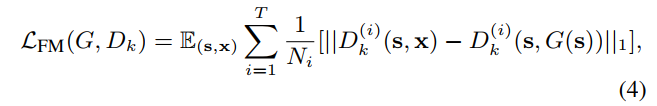 $$\mathcal{L}_{\text{FM}}(G, D_k) = \mathbb{E}_{(\mathbf{s},\mathbf{x})} \sum_{i=1}^{T} \frac{1}{N_i} [||D_k^{(i)}(\mathbf{s}, \mathbf{x}) - D_k^{(i)}(\mathbf{s}, G(\mathbf{s}))||_1],$$
(4)